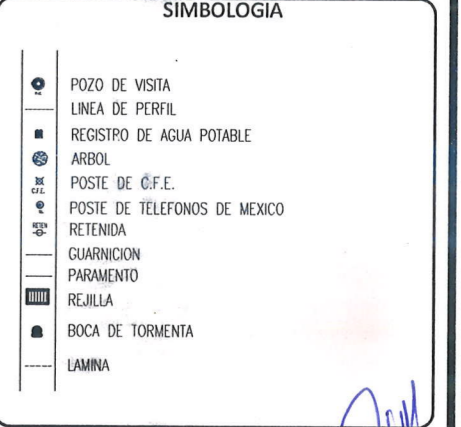 SIMBOLOGIA
POZO DE VISITA
LINEA DE PERFIL
REGISTRO DE AGUA POTABLE
ARBOL
C.F.E. POSTE DE C.F.E.
POSTE DE TELEFONOS DE MEXICO
RETEN RETENIDA
GUARNICION
PARAMENTO
REJILLA
BOCA DE TORMENTA
LAMINA